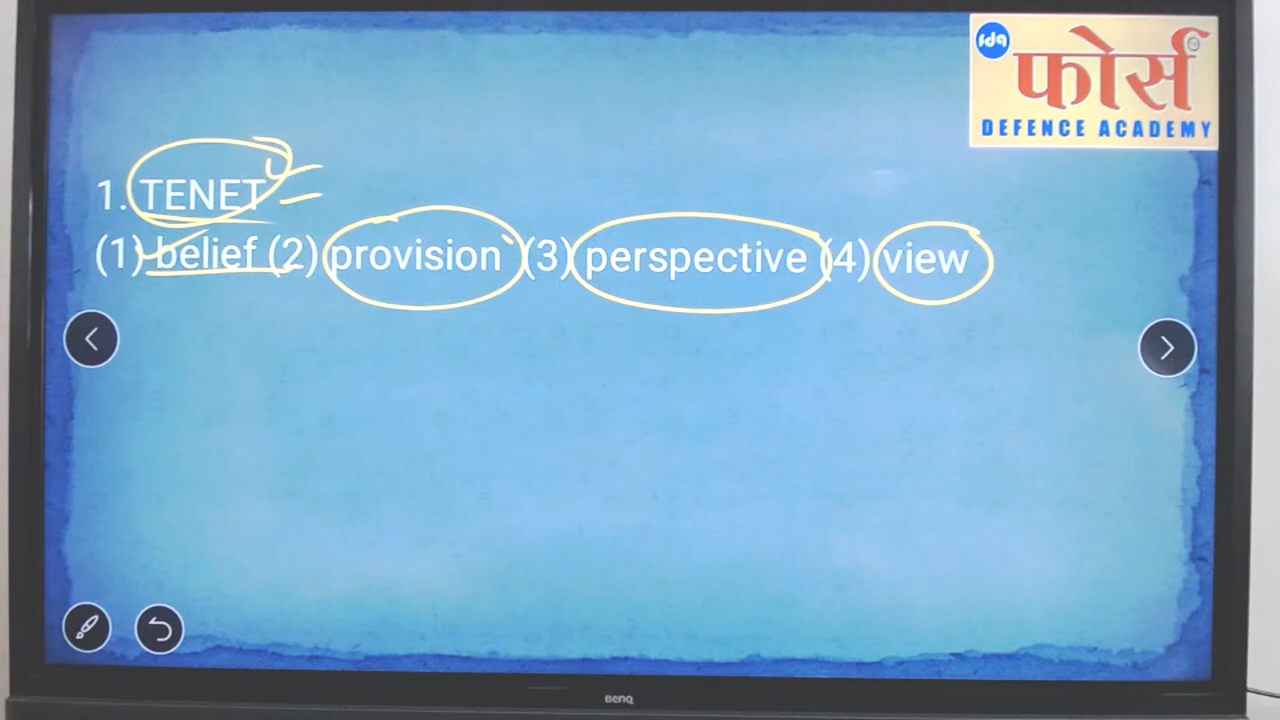 fda
फोर्स
DEFENCE ACADEMY
1. TENET
(1) belief (2) provision (3) perspective (4) view
BENQ